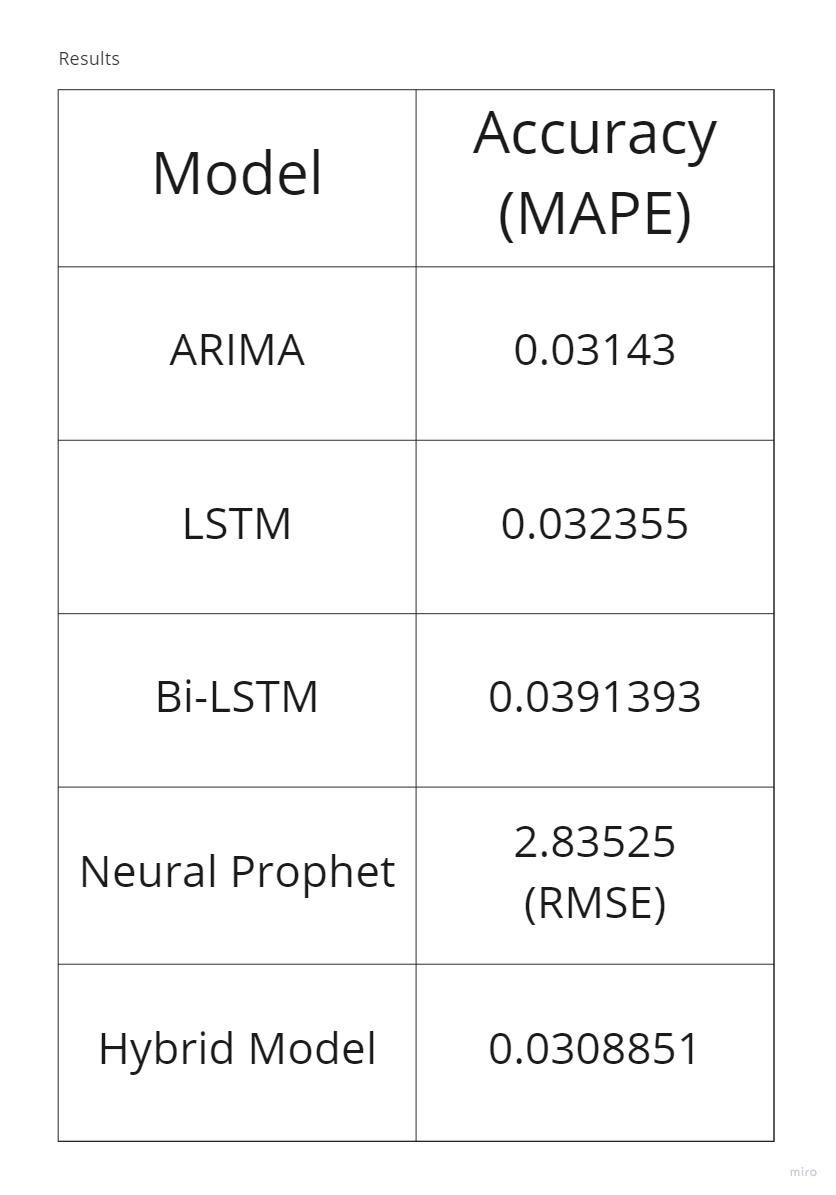 Results
Model
Accuracy
(MAPE)
ARIMA
0.03143
LSTM
0.032355
Bi-LSTM
0.0391393
Neural Prophet
2.83525
(RMSE)
Hybrid Model
0.0308851
miro